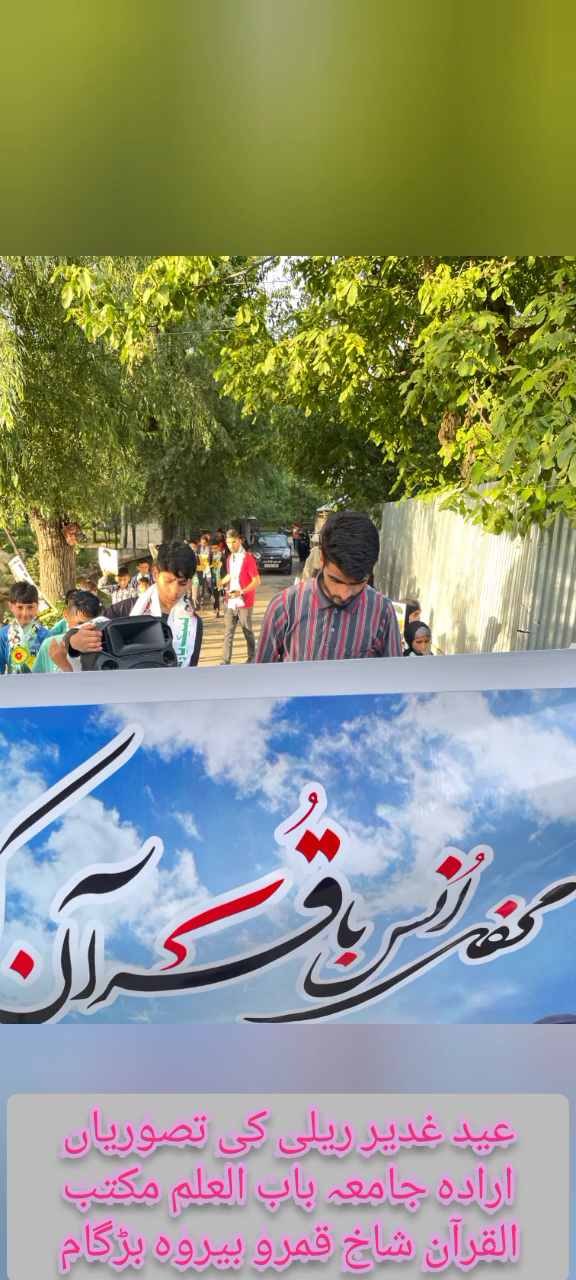 محفل انس با قرآن
عید غدیر ریلی کی تصوریاں
ارادہ جامعہ باب العلم مکتب
القرآن شاخ قمرو بیروہ بڑگام